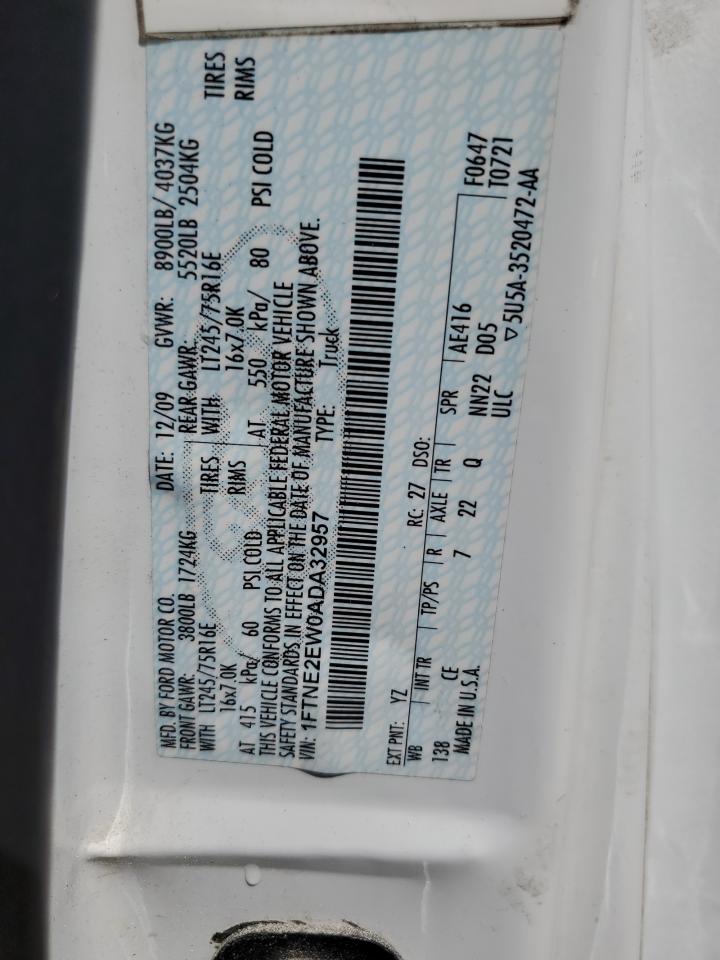 MFD. BY FORD MOTOR CO.  DATE: 12/09  GVWR: 8900LB/ 4037KG
FRONT GAWR: 3800LB 1724KG  REAR GAWR: 5520LB 2504KG
WITH LT245/75R16E TIRES WITH LT245/75R16E TIRES
16x7.0K RIMS 16x7.0K RIMS
AT 415 kPa/ 60 PSI COLD AT 550 kPa/ 80 PSI COLD
THIS VEHICLE CONFORMS TO ALL APPLICABLE FEDERAL MOTOR VEHICLE
SAFETY STANDARDS IN EFFECT ON THE DATE OF MANUFACTURE SHOWN ABOVE.
VIN: 1FTNE2EW0ADA32957  TYPE: Truck
F0647
T0721
EXT PNT: YZ  RC: 27  DSO:
WB | INT TR | TP/PS | R | AXLE | TR | SPR AE416
138 CE 7 22 Q NN22 D05
MADE IN U.S.A. ULC
▽5U5A-3520472-AA